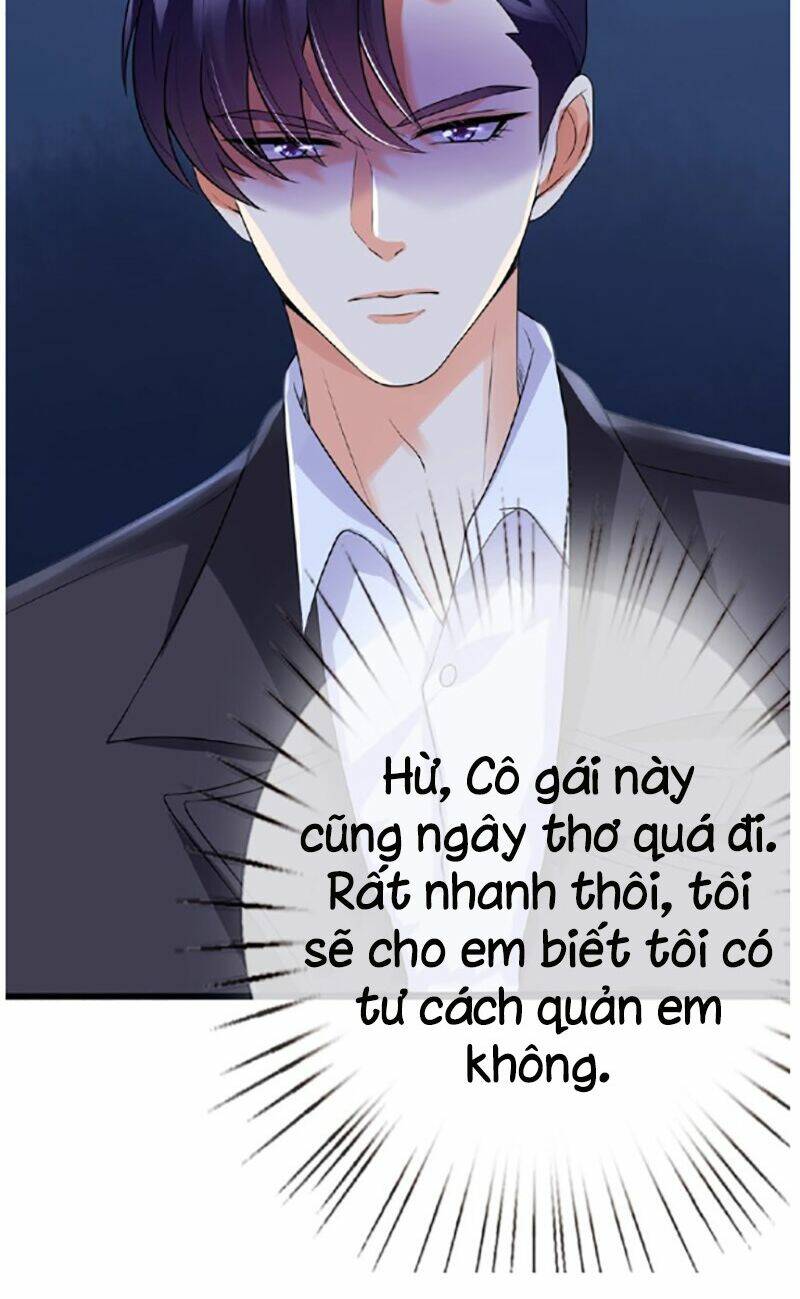 Hừ, Cô gái này
cũng ngây thơ quá đi.
Rất nhanh thôi, tôi
sẽ cho em biết tôi có
tư cách quản em
không.